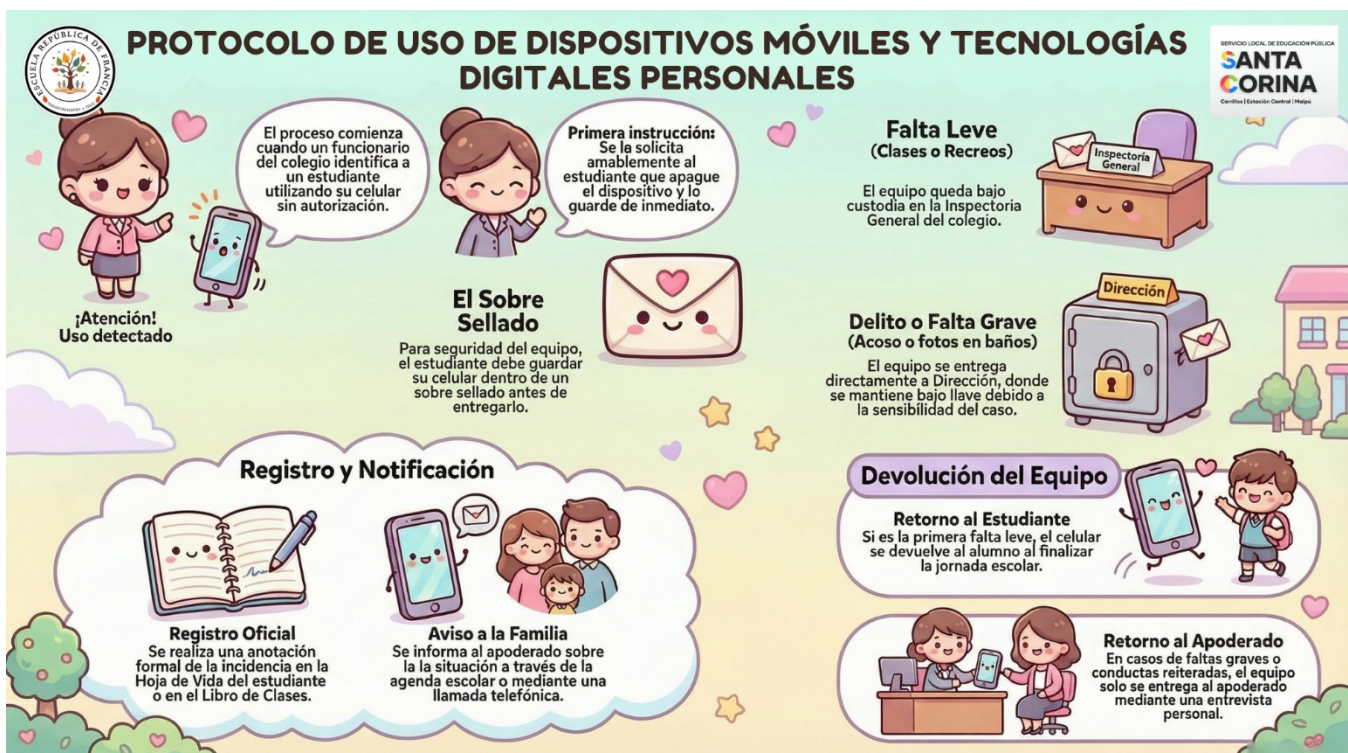 ESCUELA REPÚBLICA DE FRANCIA
PROTOCOLO DE USO DE DISPOSITIVOS MÓVILES Y TECNOLOGÍAS
DIGITALES PERSONALES
SERVICIO LOCAL DE EDUCACIÓN PÚBLICA
SANTA
CORINA
Cerrillos | Estación Central | Maipú
El proceso comienza
cuando un funcionario
del colegio identifica a
un estudiante
utilizando su celular
sin autorización.
¡Atención!
Uso detectado
Primera instrucción:
Se la solicita
amablemente al
estudiante que apague
el dispositivo y lo
guarde de inmediato.
El Sobre
Sellado
Para seguridad del equipo,
el estudiante debe guardar
su celular dentro de un
sobre sellado antes de
entregarlo.
Falta Leve
(Clases o Recreos)
El equipo queda bajo
custodia en la Inspectoría
General del colegio.
Inspectoría
General
Delito o Falta Grave
(Acoso o fotos en baños)
El equipo se entrega
directamente a Dirección, donde
se mantiene bajo llave debido a
la sensibilidad del caso.
Dirección
Registro y Notificación
Registro Oficial
Se realiza una anotación
formal de la incidencia en la
Hoja de Vida del estudiante
o en el Libro de Clases.
Aviso a la Familia
Se informa al apoderado sobre
la la situación a través de la
agenda escolar o mediante una
llamada telefónica.
Devolución del Equipo
Retorno al Estudiante
Si es la primera falta leve, el celular
se devuelve al alumno al finalizar
la jornada escolar.
Retorno al Apoderado
En casos de faltas graves o
conductas reiteradas, el equipo
solo se entrega al apoderado
mediante una entrevista
personal.